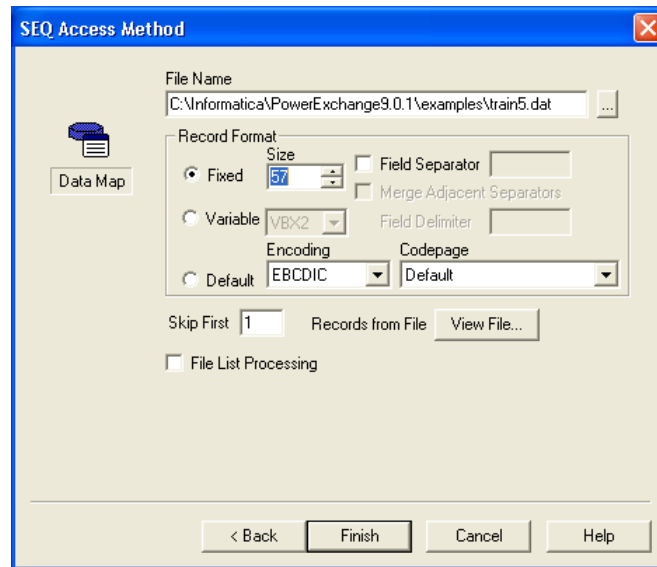 SEQ Access Method
File Name
C:\Informatica\PowerExchange9.0.1\examples\train5.dat ...
Data Map
Record Format
Size
Fixed 57 Field Separator
Merge Adjacent Separators
Variable VBX2 Field Delimiter
Encoding Codepage
Default EBCDIC Default
Skip First 1 Records from File View File...
File List Processing
< Back Finish Cancel Help